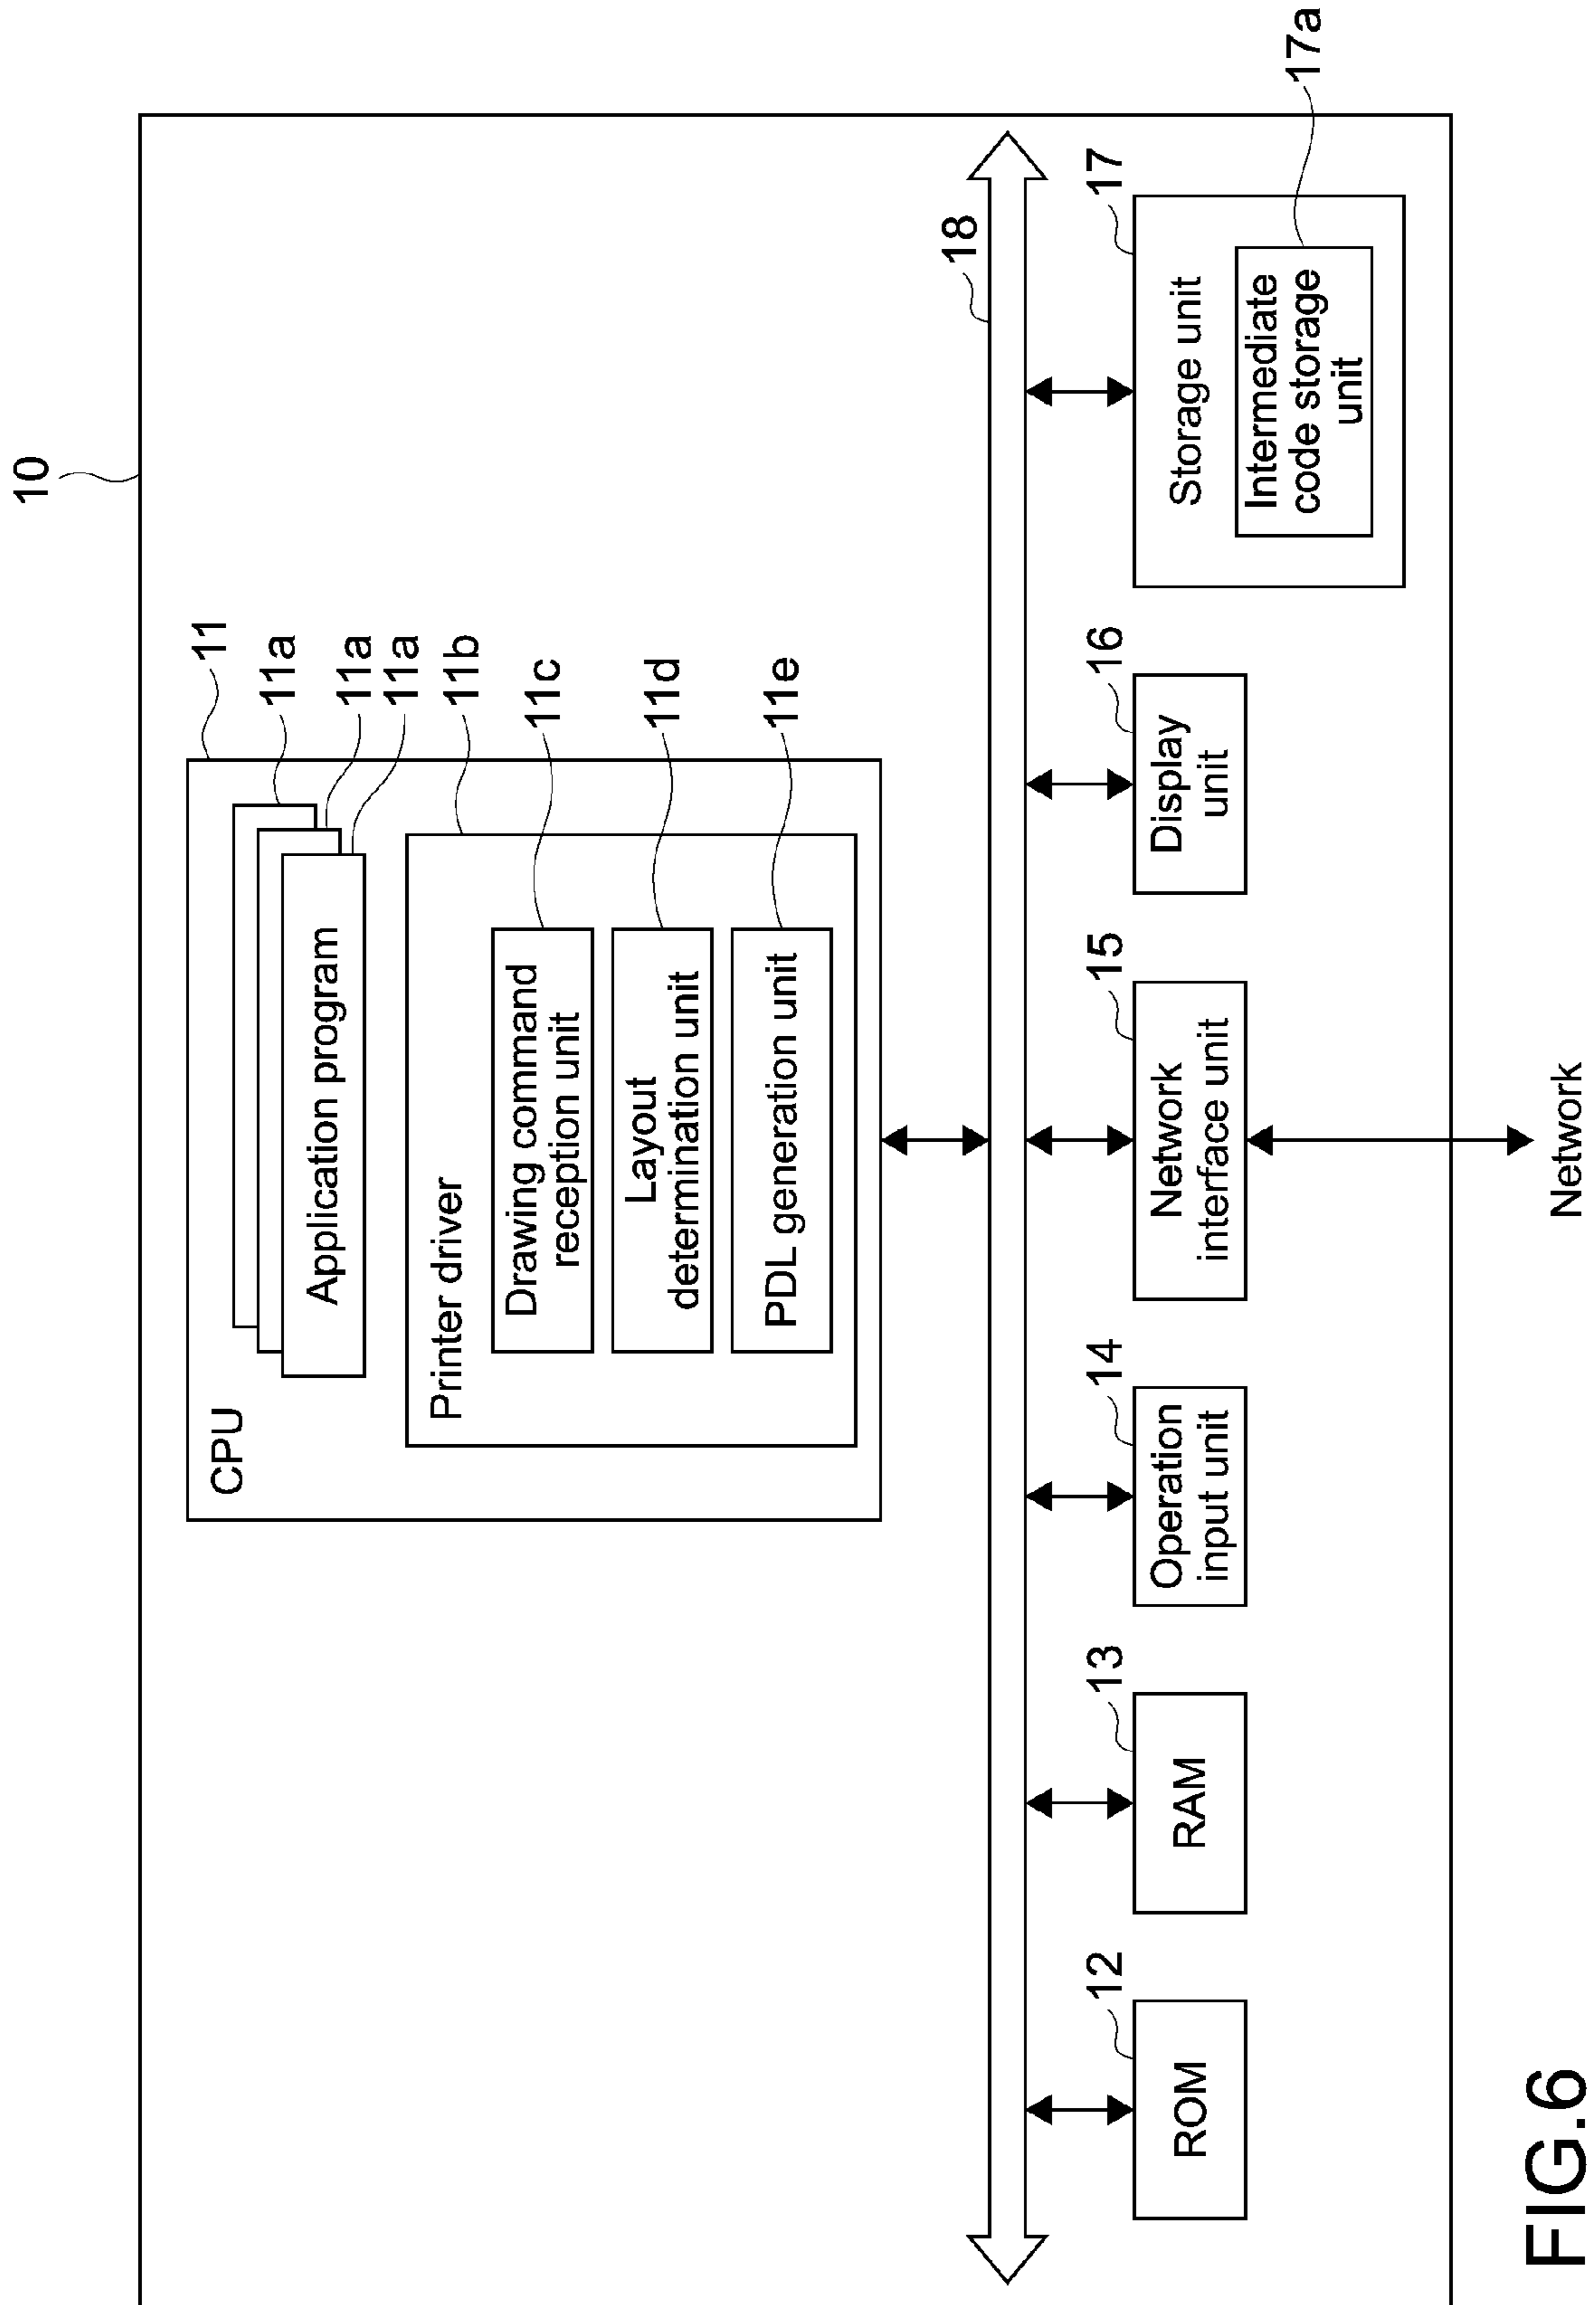 10
CPU
11
Application program
11a
11a
11a
Printer driver
11b
Drawing command
reception unit
11c
Layout
determination unit
11d
PDL generation unit
11e
18
12
ROM
13
RAM
14
Operation
input unit
15
Network
interface unit
16
Display
unit
17
Storage unit
Intermediate
code storage
unit
17a
Network
FIG.6